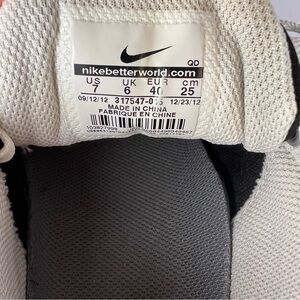 QD
nikebetterworld.com
US UK EUR cm
7 6 40 25
09/12/12 317547-015 12/23/12
MADE IN CHINA
FABRIQUE EN CHINE